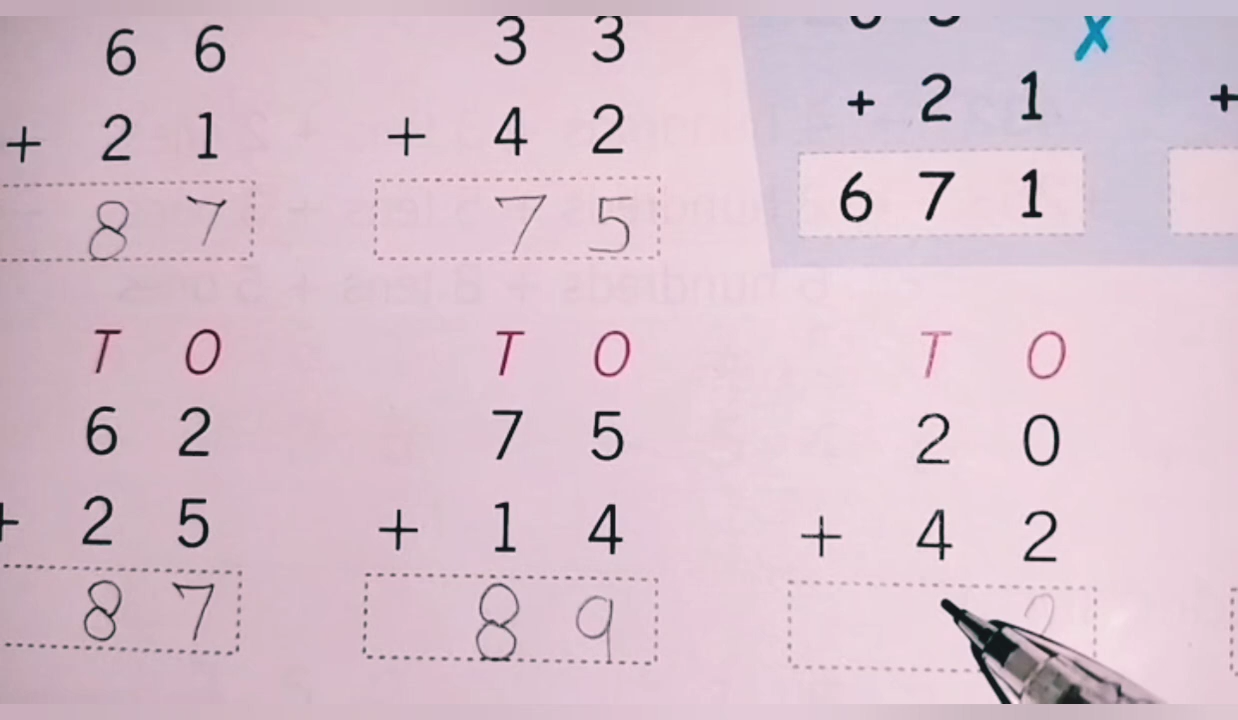 6 6
+ 2 1
8 7
3 3
+ 4 2
7 5
x
+ 2 1
6 7 1
+
T O
6 2
+ 2 5
8 7
T O
7 5
+ 1 4
8 9
T O
2 0
+ 4 2
2